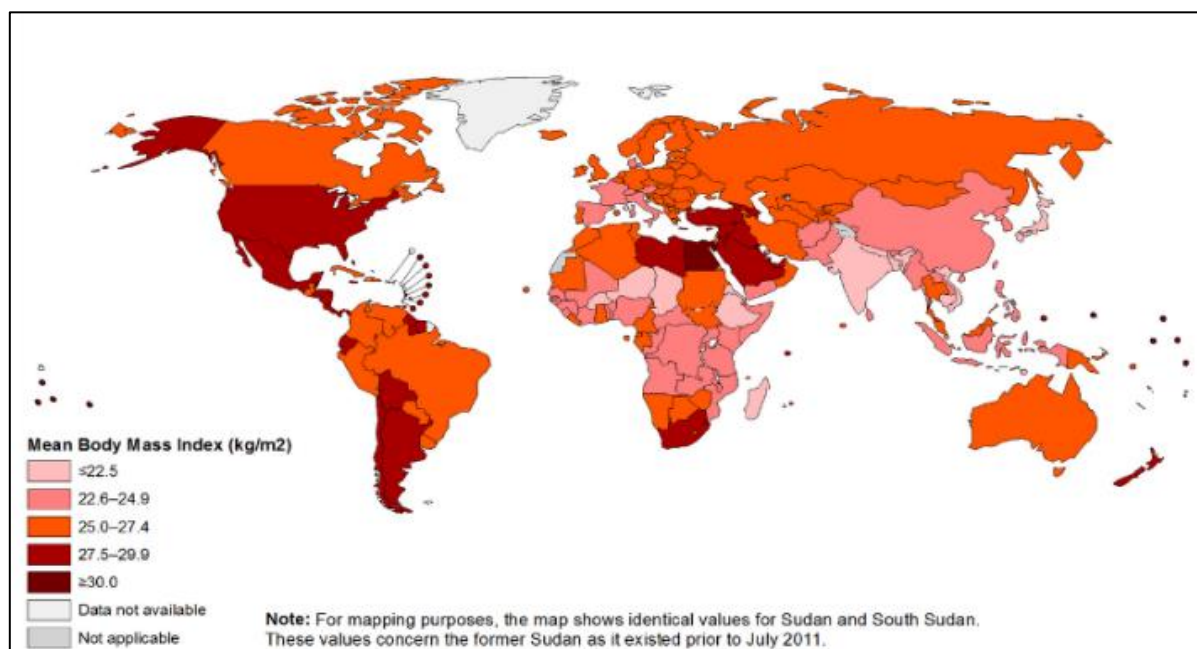 Mean Body Mass Index (kg/m2)
≤22.5
22.6–24.9
25.0–27.4
27.5–29.9
≥30.0
Data not available
Not applicable
Note: For mapping purposes, the map shows identical values for Sudan and South Sudan.
These values concern the former Sudan as it existed prior to July 2011.